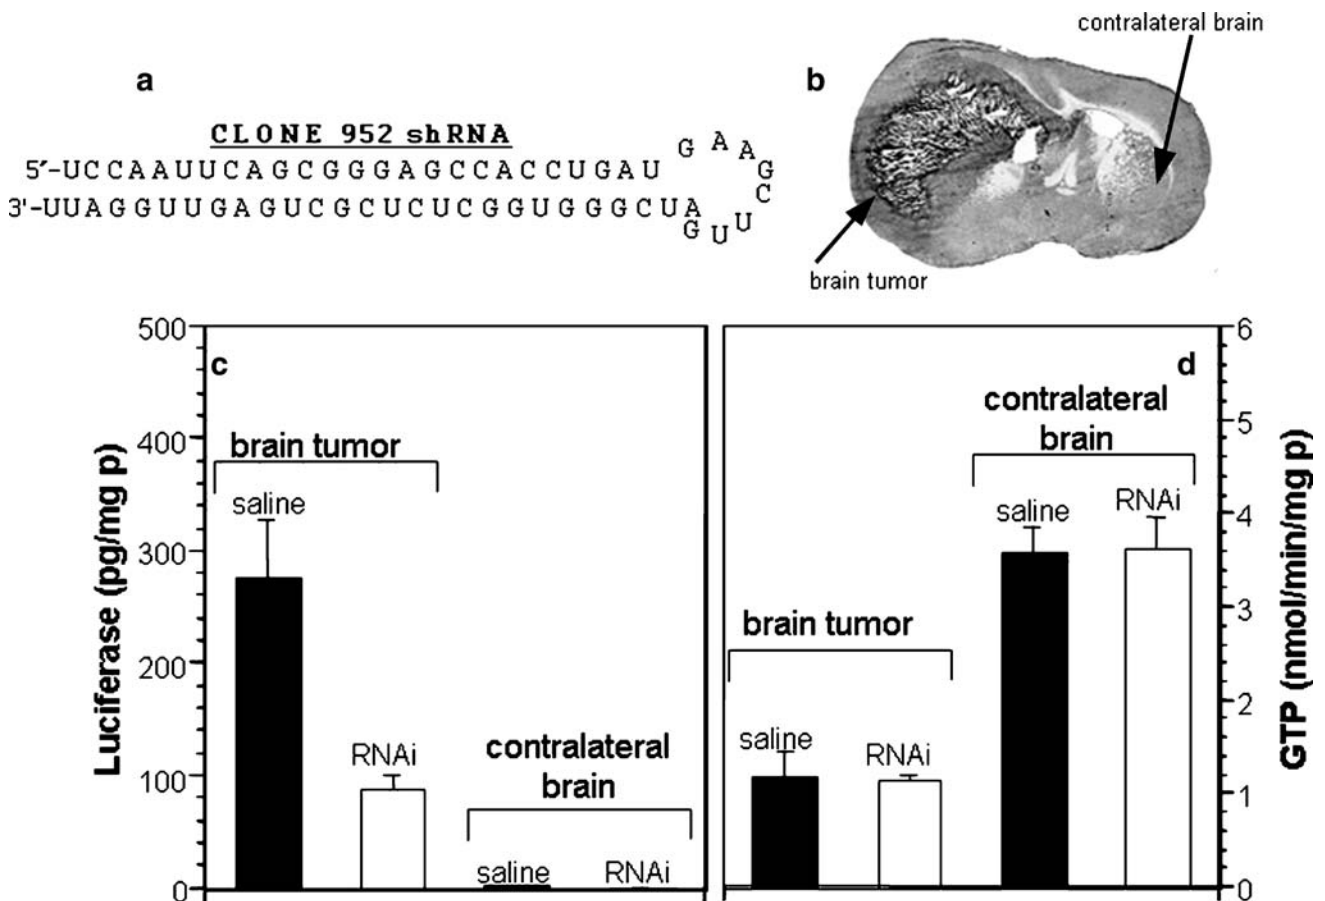 a
CLONE 952 shRNA
5′-UCCAAUUCAGCGGGAGCCACCUGAU GAAGCUUGA
3'-UUAGGUUGAGUCGCUCUCGGUGGGCU
b
contralateral brain
brain tumor
c
Luciferase (pg/mg p)
500
400
300
200
100
0
brain tumor
saline
RNAi
contralateral
brain
saline
RNAi
d
brain tumor
saline
RNAi
contralateral
brain
saline
RNAi
6
5
4
3
2
1
0
GTP (nmol/min/mg p)